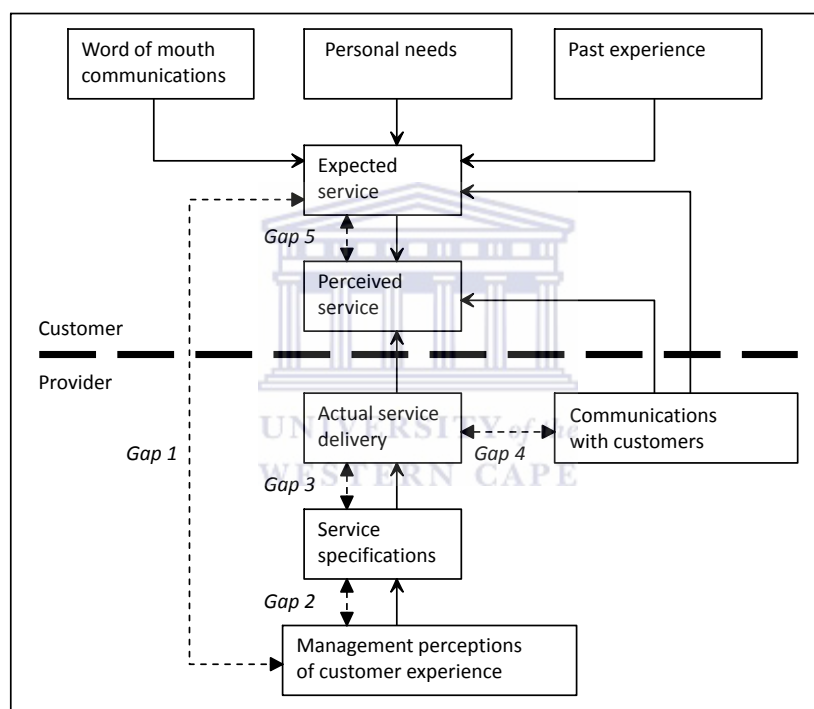 Word of mouth
communications
Personal needs
Past experience
Expected
service
Gap 5
Perceived
service
Customer
Provider
Actual service
delivery
Communications
with customers
UNIVERSITY of the
WESTERN CAPE
Gap 1
Gap 4
Gap 3
Service
specifications
Gap 2
Management perceptions
of customer experience